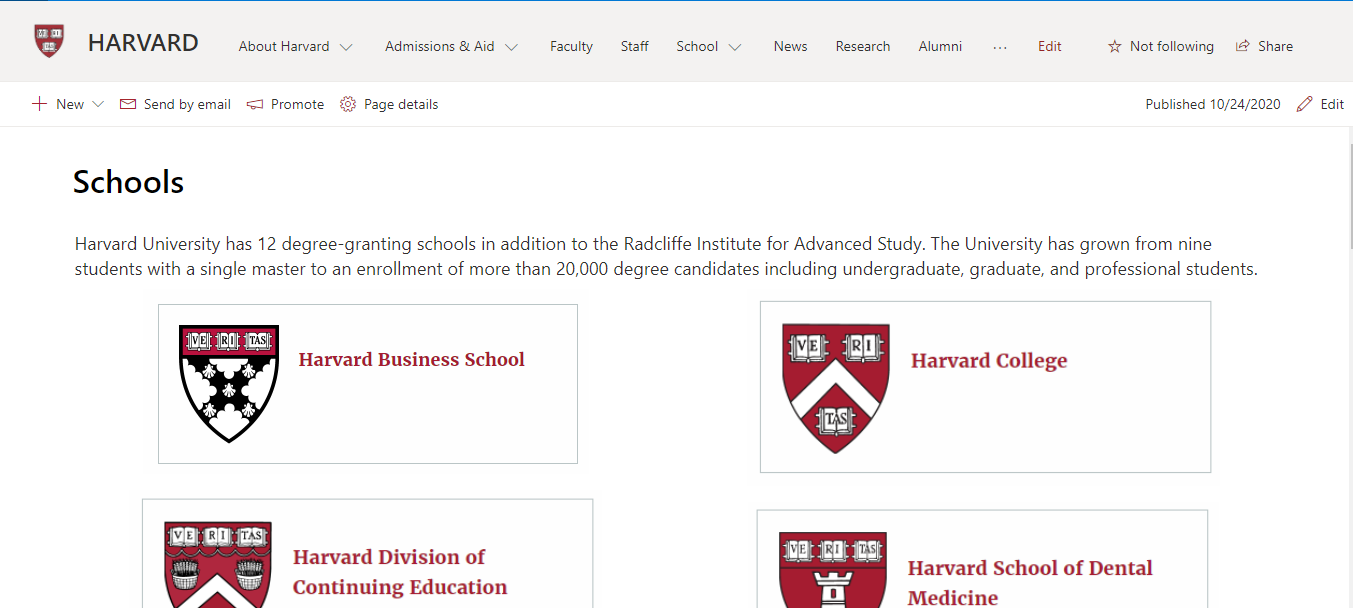 HARVARD
About Harvard
Admissions & Aid
Faculty
Staff
School
News
Research
Alumni
...
Edit
Not following
Share
New
Send by email
Promote
Page details
Published 10/24/2020
Edit
Schools
Harvard University has 12 degree-granting schools in addition to the Radcliffe Institute for Advanced Study. The University has grown from nine
students with a single master to an enrollment of more than 20,000 degree candidates including undergraduate, graduate, and professional students.
VE RI TAS
Harvard Business School
VE RI
TAS
Harvard College
VE RI TAS
Harvard Division of
Continuing Education
VE RI TAS
Harvard School of Dental
Medicine